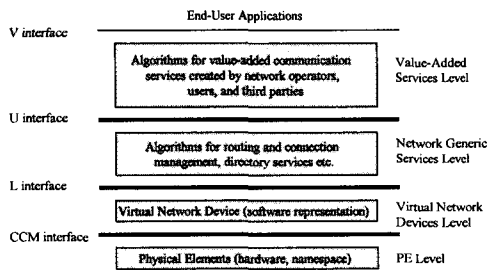 End-User Applications
V interface
Algorithms for value-added communication
services created by network operators,
users, and third parties
Value-Added
Services Level
U interface
Algorithms for routing and connection
management, directory services etc.
Network Generic
Services Level
L interface
Virtual Network Device (software representation)
Virtual Network
Devices Level
CCM interface
Physical Elements (hardware, namespace)
PE Level